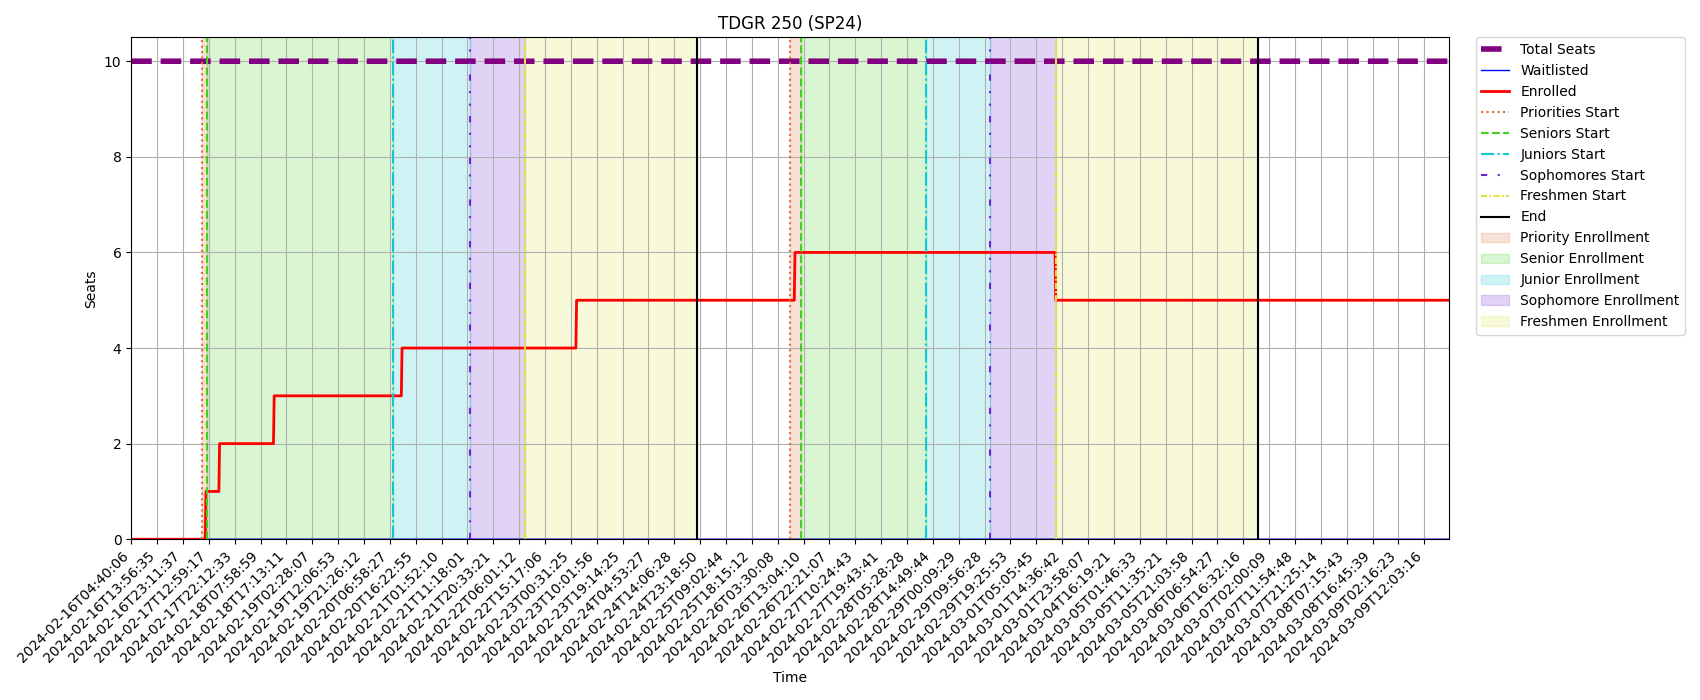 TDGR 250 (SP24)
Seats
10
8
6
4
2
0
2024-02-16T04:40:06
2024-02-16T13:56:35
2024-02-16T23:11:37
2024-02-17T12:59:17
2024-02-17T22:12:33
2024-02-18T07:58:59
2024-02-18T17:13:11
2024-02-19T02:28:07
2024-02-19T12:06:53
2024-02-19T21:26:12
2024-02-20T06:58:27
2024-02-20T16:22:55
2024-02-21T01:52:10
2024-02-21T11:18:01
2024-02-21T20:33:21
2024-02-22T06:01:12
2024-02-22T15:17:06
2024-02-23T00:31:25
2024-02-23T10:01:56
2024-02-23T19:14:25
2024-02-24T04:53:27
2024-02-24T14:06:28
2024-02-24T23:18:50
2024-02-25T09:02:44
2024-02-25T18:15:12
2024-02-26T03:30:08
2024-02-26T13:04:10
2024-02-26T22:21:07
2024-02-27T10:24:43
2024-02-27T19:43:41
2024-02-28T05:28:28
2024-02-28T14:49:44
2024-02-29T00:09:29
2024-02-29T09:56:28
2024-02-29T19:25:53
2024-03-01T05:05:45
2024-03-01T14:36:42
2024-03-01T23:58:07
2024-03-04T16:19:21
2024-03-05T01:46:33
2024-03-05T11:35:21
2024-03-05T21:03:58
2024-03-06T06:54:27
2024-03-06T16:32:16
2024-03-07T02:00:09
2024-03-07T11:54:48
2024-03-07T21:25:14
2024-03-08T07:15:43
2024-03-08T16:45:39
2024-03-09T02:16:23
2024-03-09T12:03:16
Time
Total Seats
Waitlisted
Enrolled
Priorities Start
Seniors Start
Juniors Start
Sophomores Start
Freshmen Start
End
Priority Enrollment
Senior Enrollment
Junior Enrollment
Sophomore Enrollment
Freshmen Enrollment